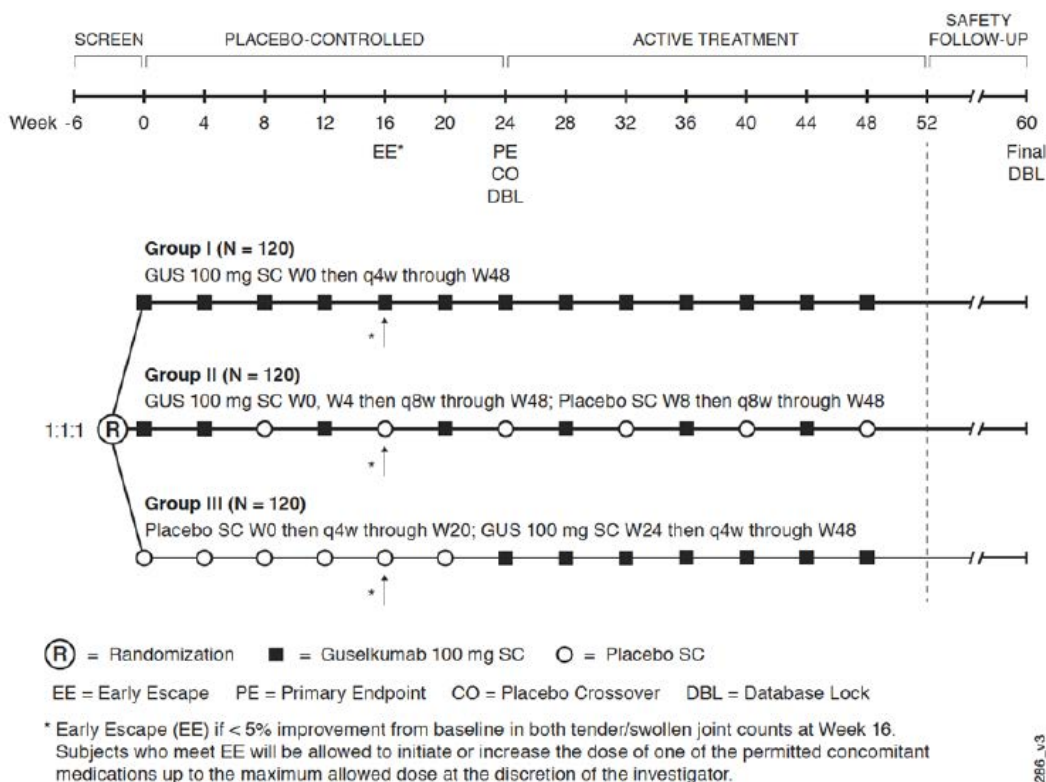 SCREEN PLACEBO-CONTROLLED ACTIVE TREATMENT SAFETY FOLLOW-UP
Week -6 0 4 8 12 16 20 24 28 32 36 40 44 48 52 60
EE* PE Final
CO DBL
DBL
Group I (N = 120)
GUS 100 mg SC W0 then q4w through W48
*
Group II (N = 120)
GUS 100 mg SC W0, W4 then q8w through W48; Placebo SC W8 then q8w through W48
1:1:1 R
*
Group III (N = 120)
Placebo SC W0 then q4w through W20; GUS 100 mg SC W24 then q4w through W48
*
R = Randomization = Guselkumab 100 mg SC = Placebo SC
EE = Early Escape PE = Primary Endpoint CO = Placebo Crossover DBL = Database Lock
* Early Escape (EE) if < 5% improvement from baseline in both tender/swollen joint counts at Week 16.
Subjects who meet EE will be allowed to initiate or increase the dose of one of the permitted concomitant
medications up to the maximum allowed dose at the discretion of the investigator.
286_v3